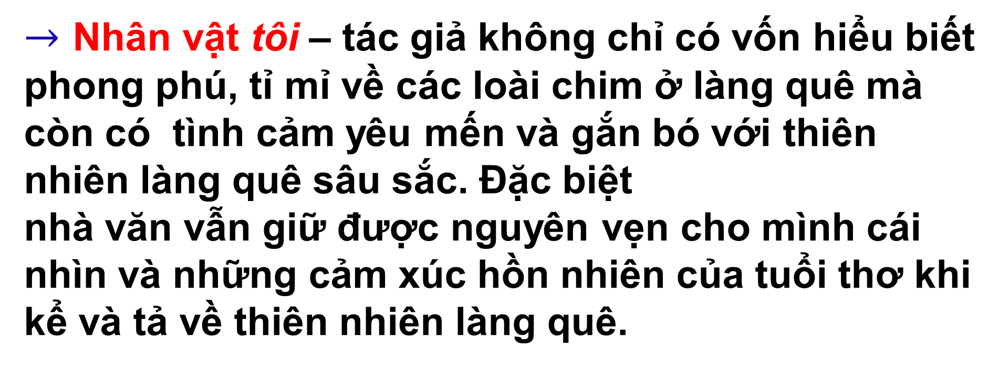 → Nhân vật tôi – tác giả không chỉ có vốn hiểu biết
phong phú, tỉ mỉ về các loài chim ở làng quê mà
còn có  tình cảm yêu mến và gắn bó với thiên
nhiên làng quê sâu sắc. Đặc biệt
nhà văn vẫn giữ được nguyên vẹn cho mình cái
nhìn và những cảm xúc hồn nhiên của tuổi thơ khi
kể và tả về thiên nhiên làng quê.